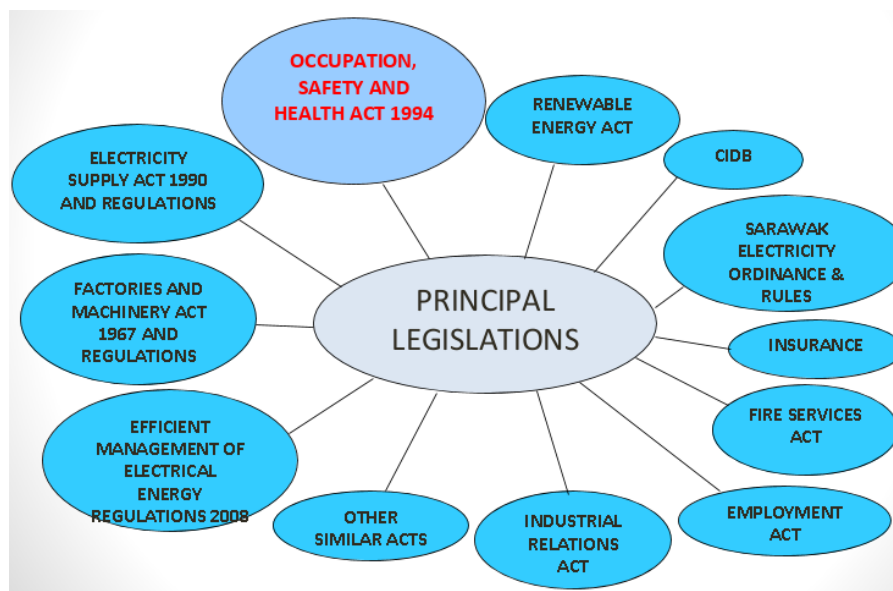 OCCUPATION,
SAFETY AND
HEALTH ACT 1994
RENEWABLE
ENERGY ACT
CIDB
ELECTRICITY
SUPPLY ACT 1990
AND REGULATIONS
SARAWAK
ELECTRICITY
ORDINANCE &
RULES
FACTORIES AND
MACHINERY ACT
1967 AND
REGULATIONS
PRINCIPAL
LEGISLATIONS
INSURANCE
FIRE SERVICES
ACT
EFFICIENT
MANAGEMENT OF
ELECTRICAL
ENERGY
REGULATIONS 2008
OTHER
SIMILAR ACTS
INDUSTRIAL
RELATIONS
ACT
EMPLOYMENT
ACT